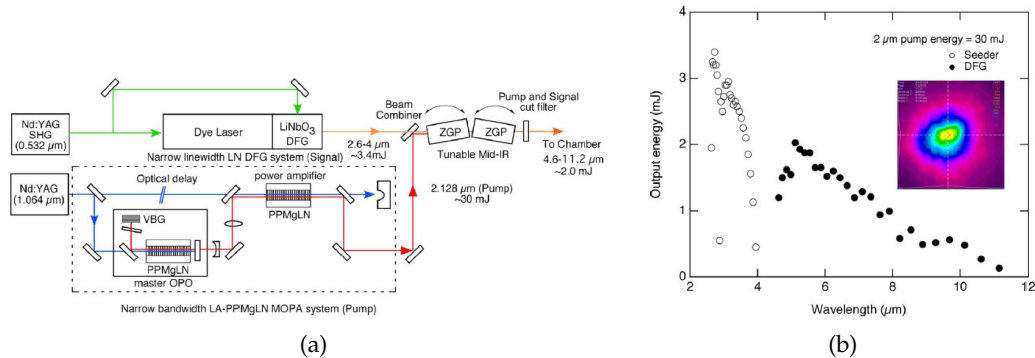 Nd:YAG
SHG
(0.532 µm)
Dye Laser
LiNbO3
DFG
Narrow linewidth LN DFG system (Signal)
2.6-4 µm
~3.4mJ
Beam
Combiner
ZGP
ZGP
Tunable Mid-IR
Pump and Signal
cut filter
To Chamber
4.6-11.2 µm
~2.0 mJ
Nd:YAG
(1.064 µm)
Optical delay
power amplifier
PPMgLN
2.128 µm (Pump)
~30 mJ
VBG
PPMgLN
master OPO
Narrow bandwidth LA-PPMgLN MOPA system (Pump)
(a)
Output energy (mJ)
4
3
2
1
0
2 µm pump energy = 30 mJ
Seeder
DFG
2
4
6
8
10
12
Wavelength (µm)
(b)